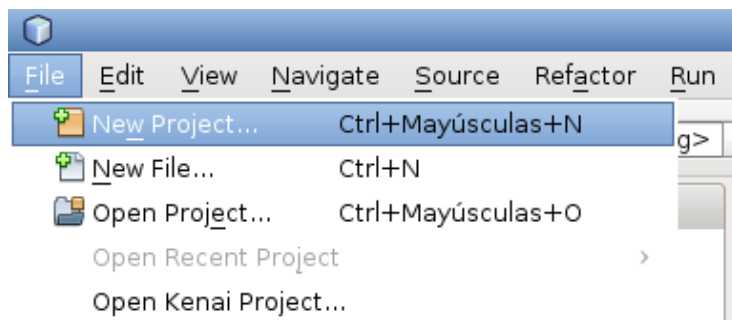 File Edit View Navigate Source Refactor Run
New Project... Ctrl+Mayúsculas+N
g>
New File... Ctrl+N
Open Project... Ctrl+Mayúsculas+O
Open Recent Project
Open Kenai Project...